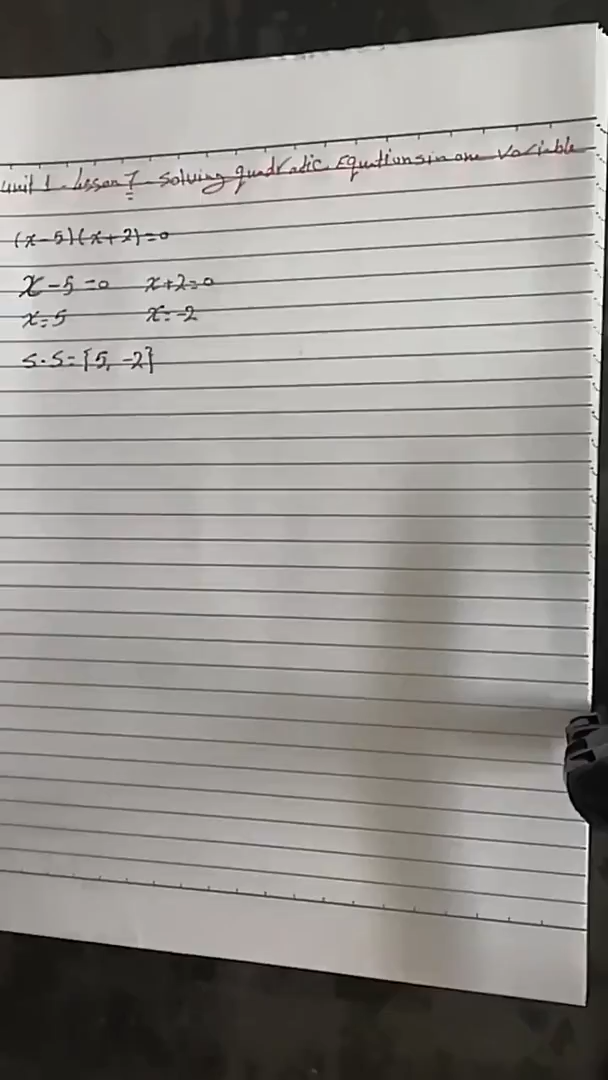 unit 1 - Lesson 7 - Solving quadratic Equations in one variable
(x-5)(x+2)=0
x-5=0 x+2=0
x=5 x=-2
S.S={5, -2}